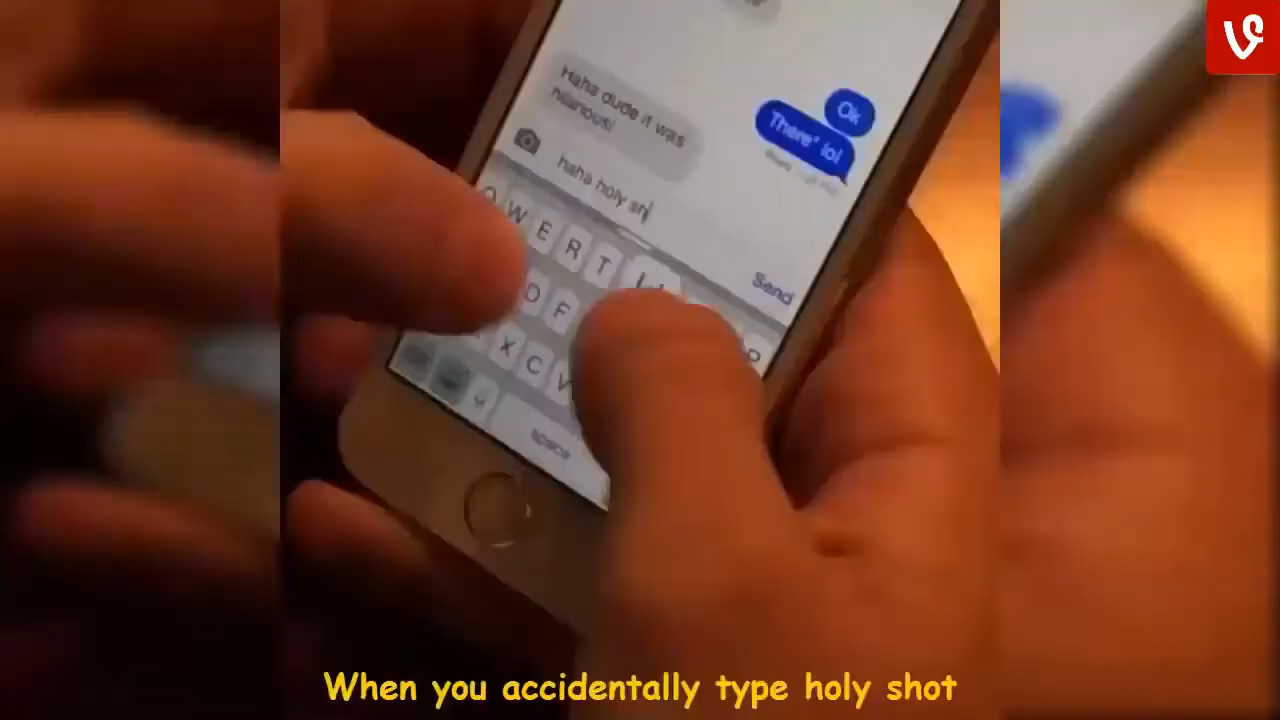 Ok
There* lol
Haha dude it was
hilarious!
haha holy sh
Send
W E R T
D F
X C V
space
When you accidentally type holy shot